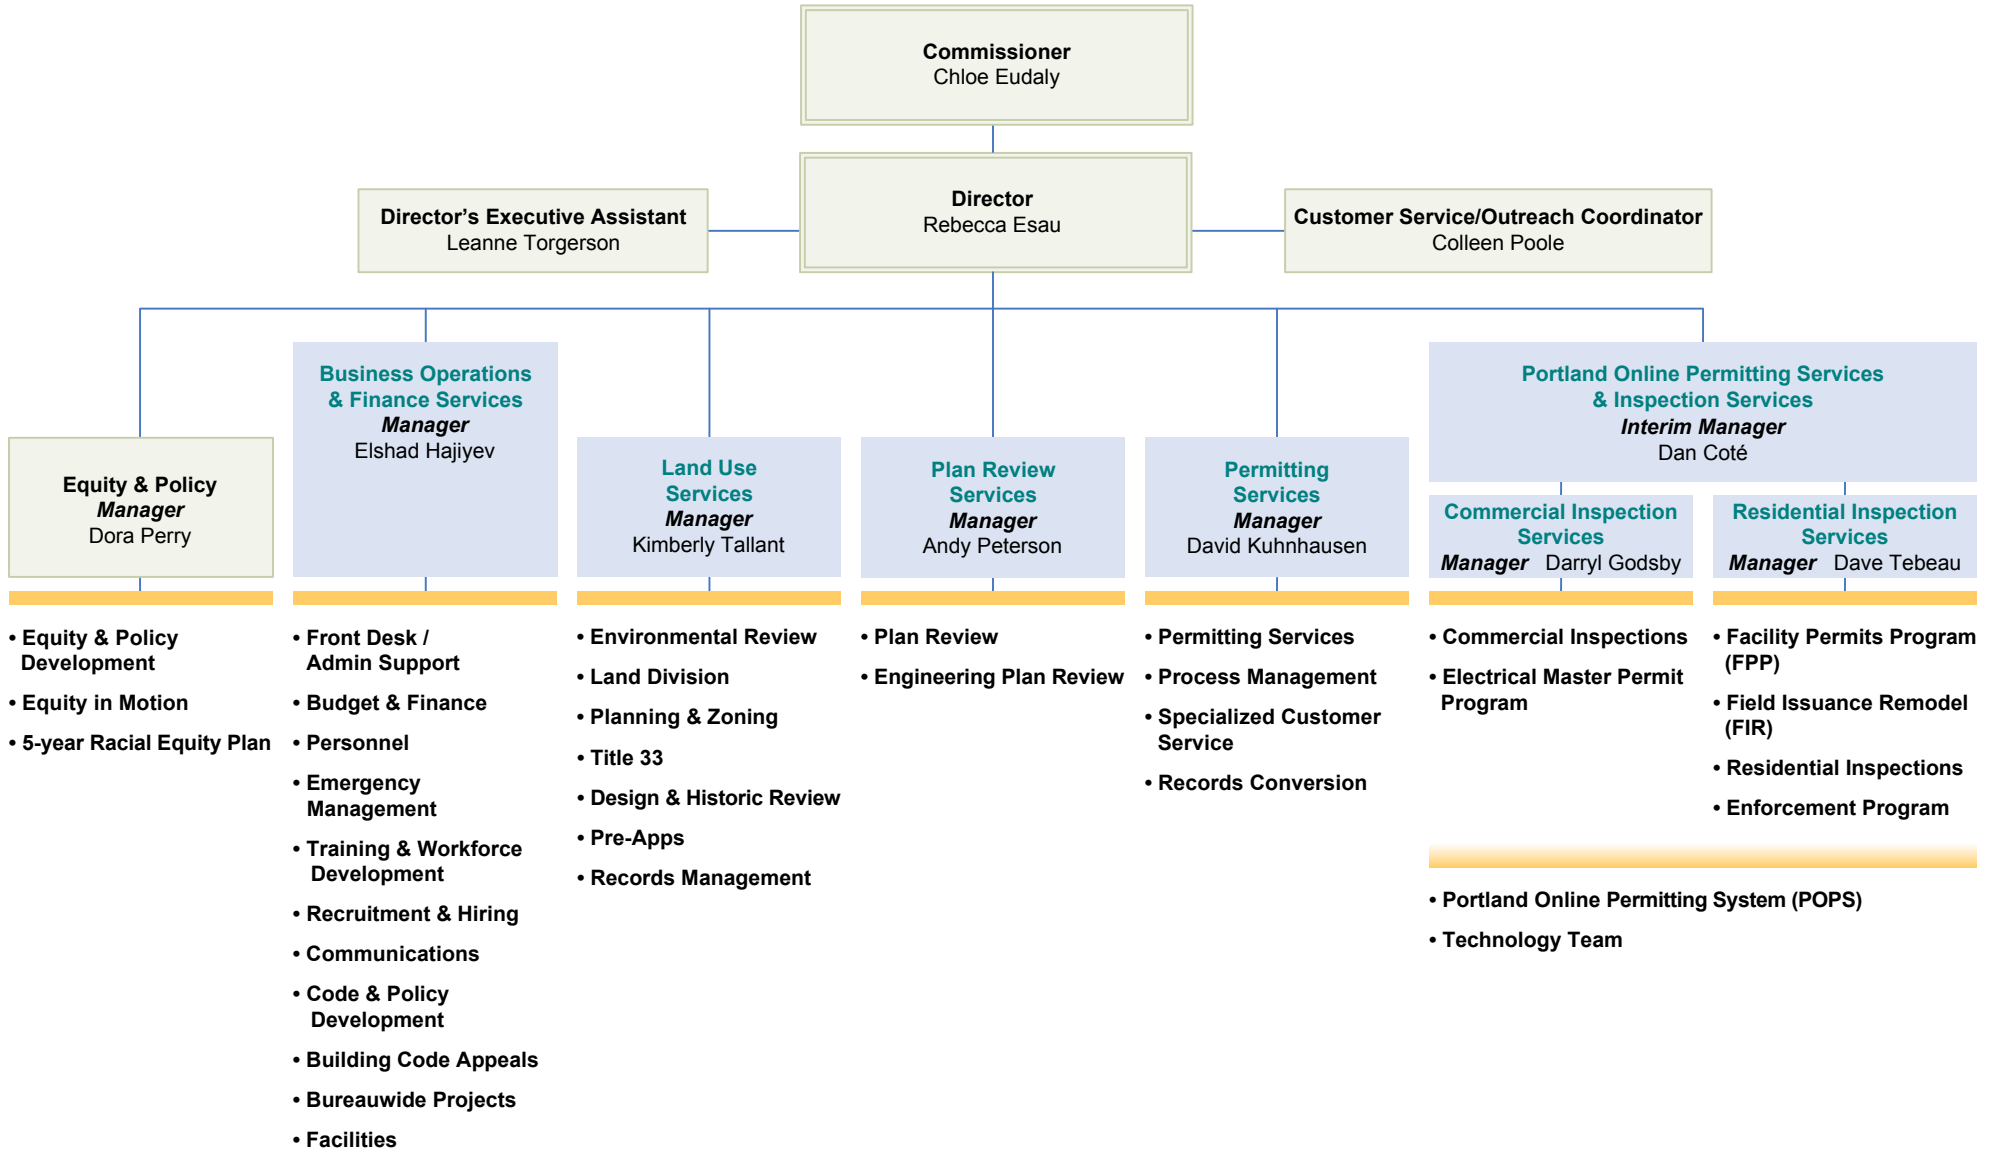 Commissioner
Chloe Eudaly
Director
Rebecca Esau
Director’s Executive Assistant
Leanne Torgerson
Customer Service/Outreach Coordinator
Colleen Poole
Equity & Policy
Manager
Dora Perry
• Equity & Policy
Development
• Equity in Motion
• 5-year Racial Equity Plan
Business Operations
& Finance Services
Manager
Elshad Hajiyev
• Front Desk /
Admin Support
• Budget & Finance
• Personnel
• Emergency
Management
• Training & Workforce
Development
• Recruitment & Hiring
• Communications
• Code & Policy
Development
• Building Code Appeals
• Bureauwide Projects
• Facilities
Land Use
Services
Manager
Kimberly Tallant
• Environmental Review
• Land Division
• Planning & Zoning
• Title 33
• Design & Historic Review
• Pre-Apps
• Records Management
Plan Review
Services
Manager
Andy Peterson
• Plan Review
• Engineering Plan Review
Permitting
Services
Manager
David Kuhnhausen
• Permitting Services
• Process Management
• Specialized Customer
Service
• Records Conversion
Portland Online Permitting Services
& Inspection Services
Interim Manager
Dan Coté
Commercial Inspection
Services
Manager Darryl Godsby
• Commercial Inspections
• Electrical Master Permit
Program
Residential Inspection
Services
Manager Dave Tebeau
• Facility Permits Program
(FPP)
• Field Issuance Remodel
(FIR)
• Residential Inspections
• Enforcement Program
• Portland Online Permitting System (POPS)
• Technology Team